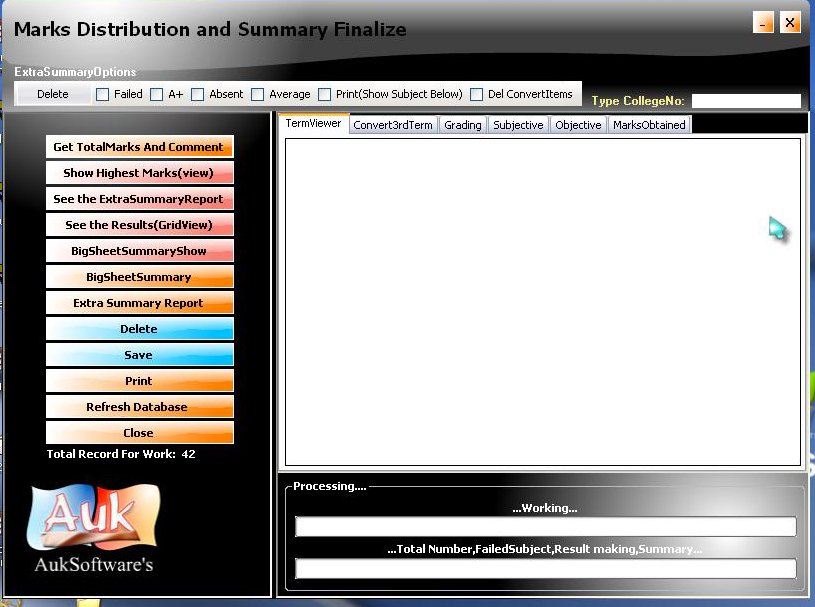 Marks Distribution and Summary Finalize
- X
ExtraSummaryOptions
Delete Failed A+ Absent Average Print(Show Subject Below) Del ConvertItems
Type CollegeNo:
TermViewer Convert3rdTerm Grading Subjective Objective MarksObtained
Get TotalMarks And Comment
Show Highest Marks(view)
See the ExtraSummaryReport
See the Results(GridView)
BigSheetSummaryShow
BigSheetSummary
Extra Summary Report
Delete
Save
Print
Refresh Database
Close
Total Record For Work: 42
Auk
AukSoftware's
Processing....
...Working...
...Total Number,FailedSubject,Result making,Summary...